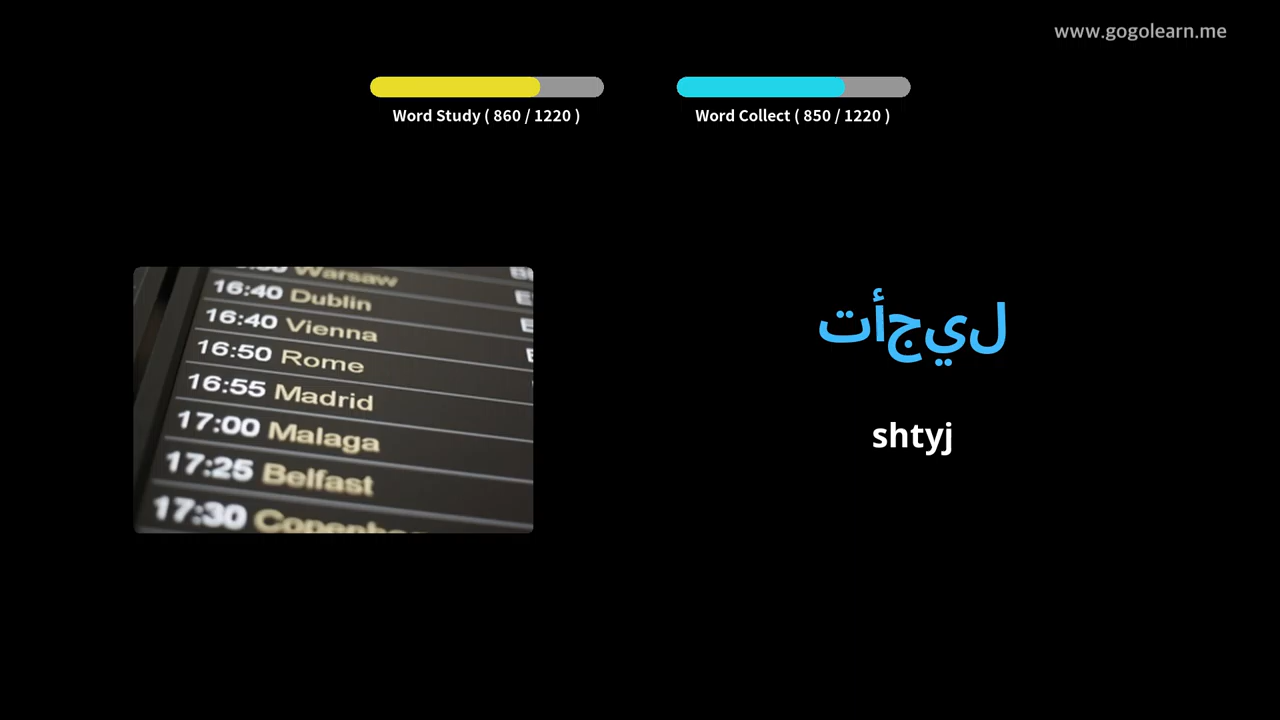 www.gogolearn.me
Word Study ( 860 / 1220 )
Word Collect ( 850 / 1220 )
Warsaw
16:40 Dublin
16:40 Vienna
16:50 Rome
16:55 Madrid
17:00 Malaga
17:25 Belfast
17:30
ليجأت
shtyj